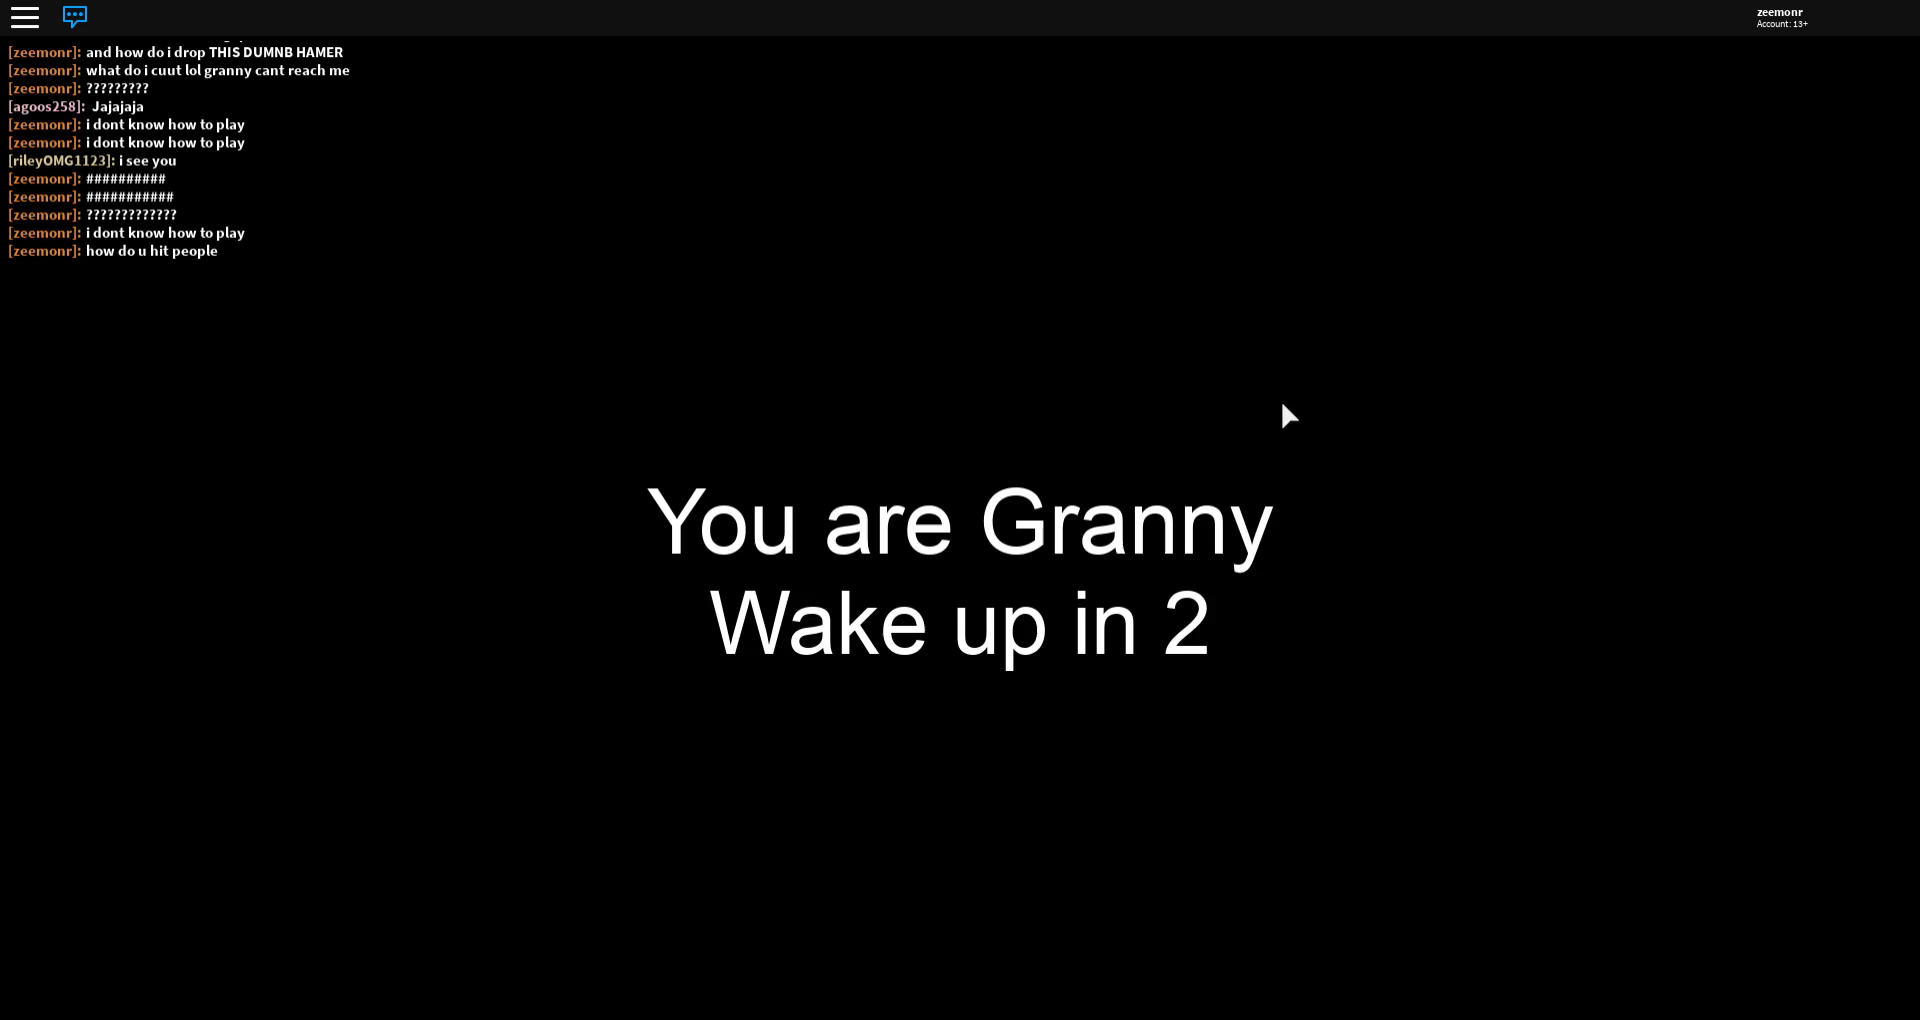 zeemonr
Account: 13+
[zeemonr]: and how do i drop THIS DUMNB HAMER
[zeemonr]: what do i cuut lol granny cant reach me
[zeemonr]: ?????????
[agoos258]: Jajajaja
[zeemonr]: i dont know how to play
[zeemonr]: i dont know how to play
[rileyOMG1123]: i see you
[zeemonr]: ##########
[zeemonr]: ###########
[zeemonr]: ?????????????
[zeemonr]: i dont know how to play
[zeemonr]: how do u hit people
You are Granny
Wake up in 2